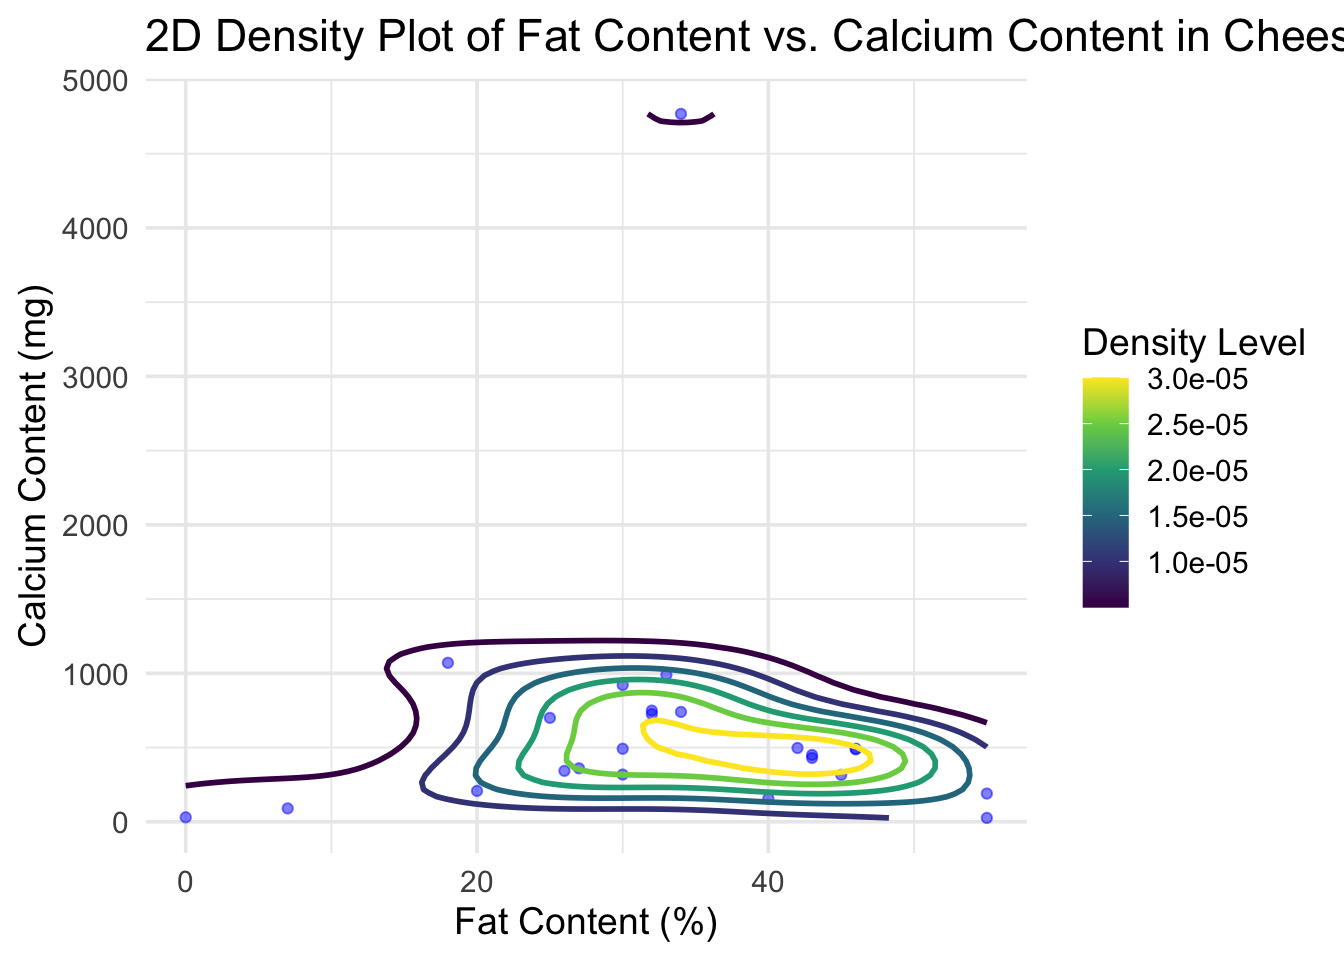 2D Density Plot of Fat Content vs. Calcium Content in Chees
5000
4000
3000
2000
1000
0
Calcium Content (mg)
0
20
40
Fat Content (%)
Density Level
3.0e-05
2.5e-05
2.0e-05
1.5e-05
1.0e-05